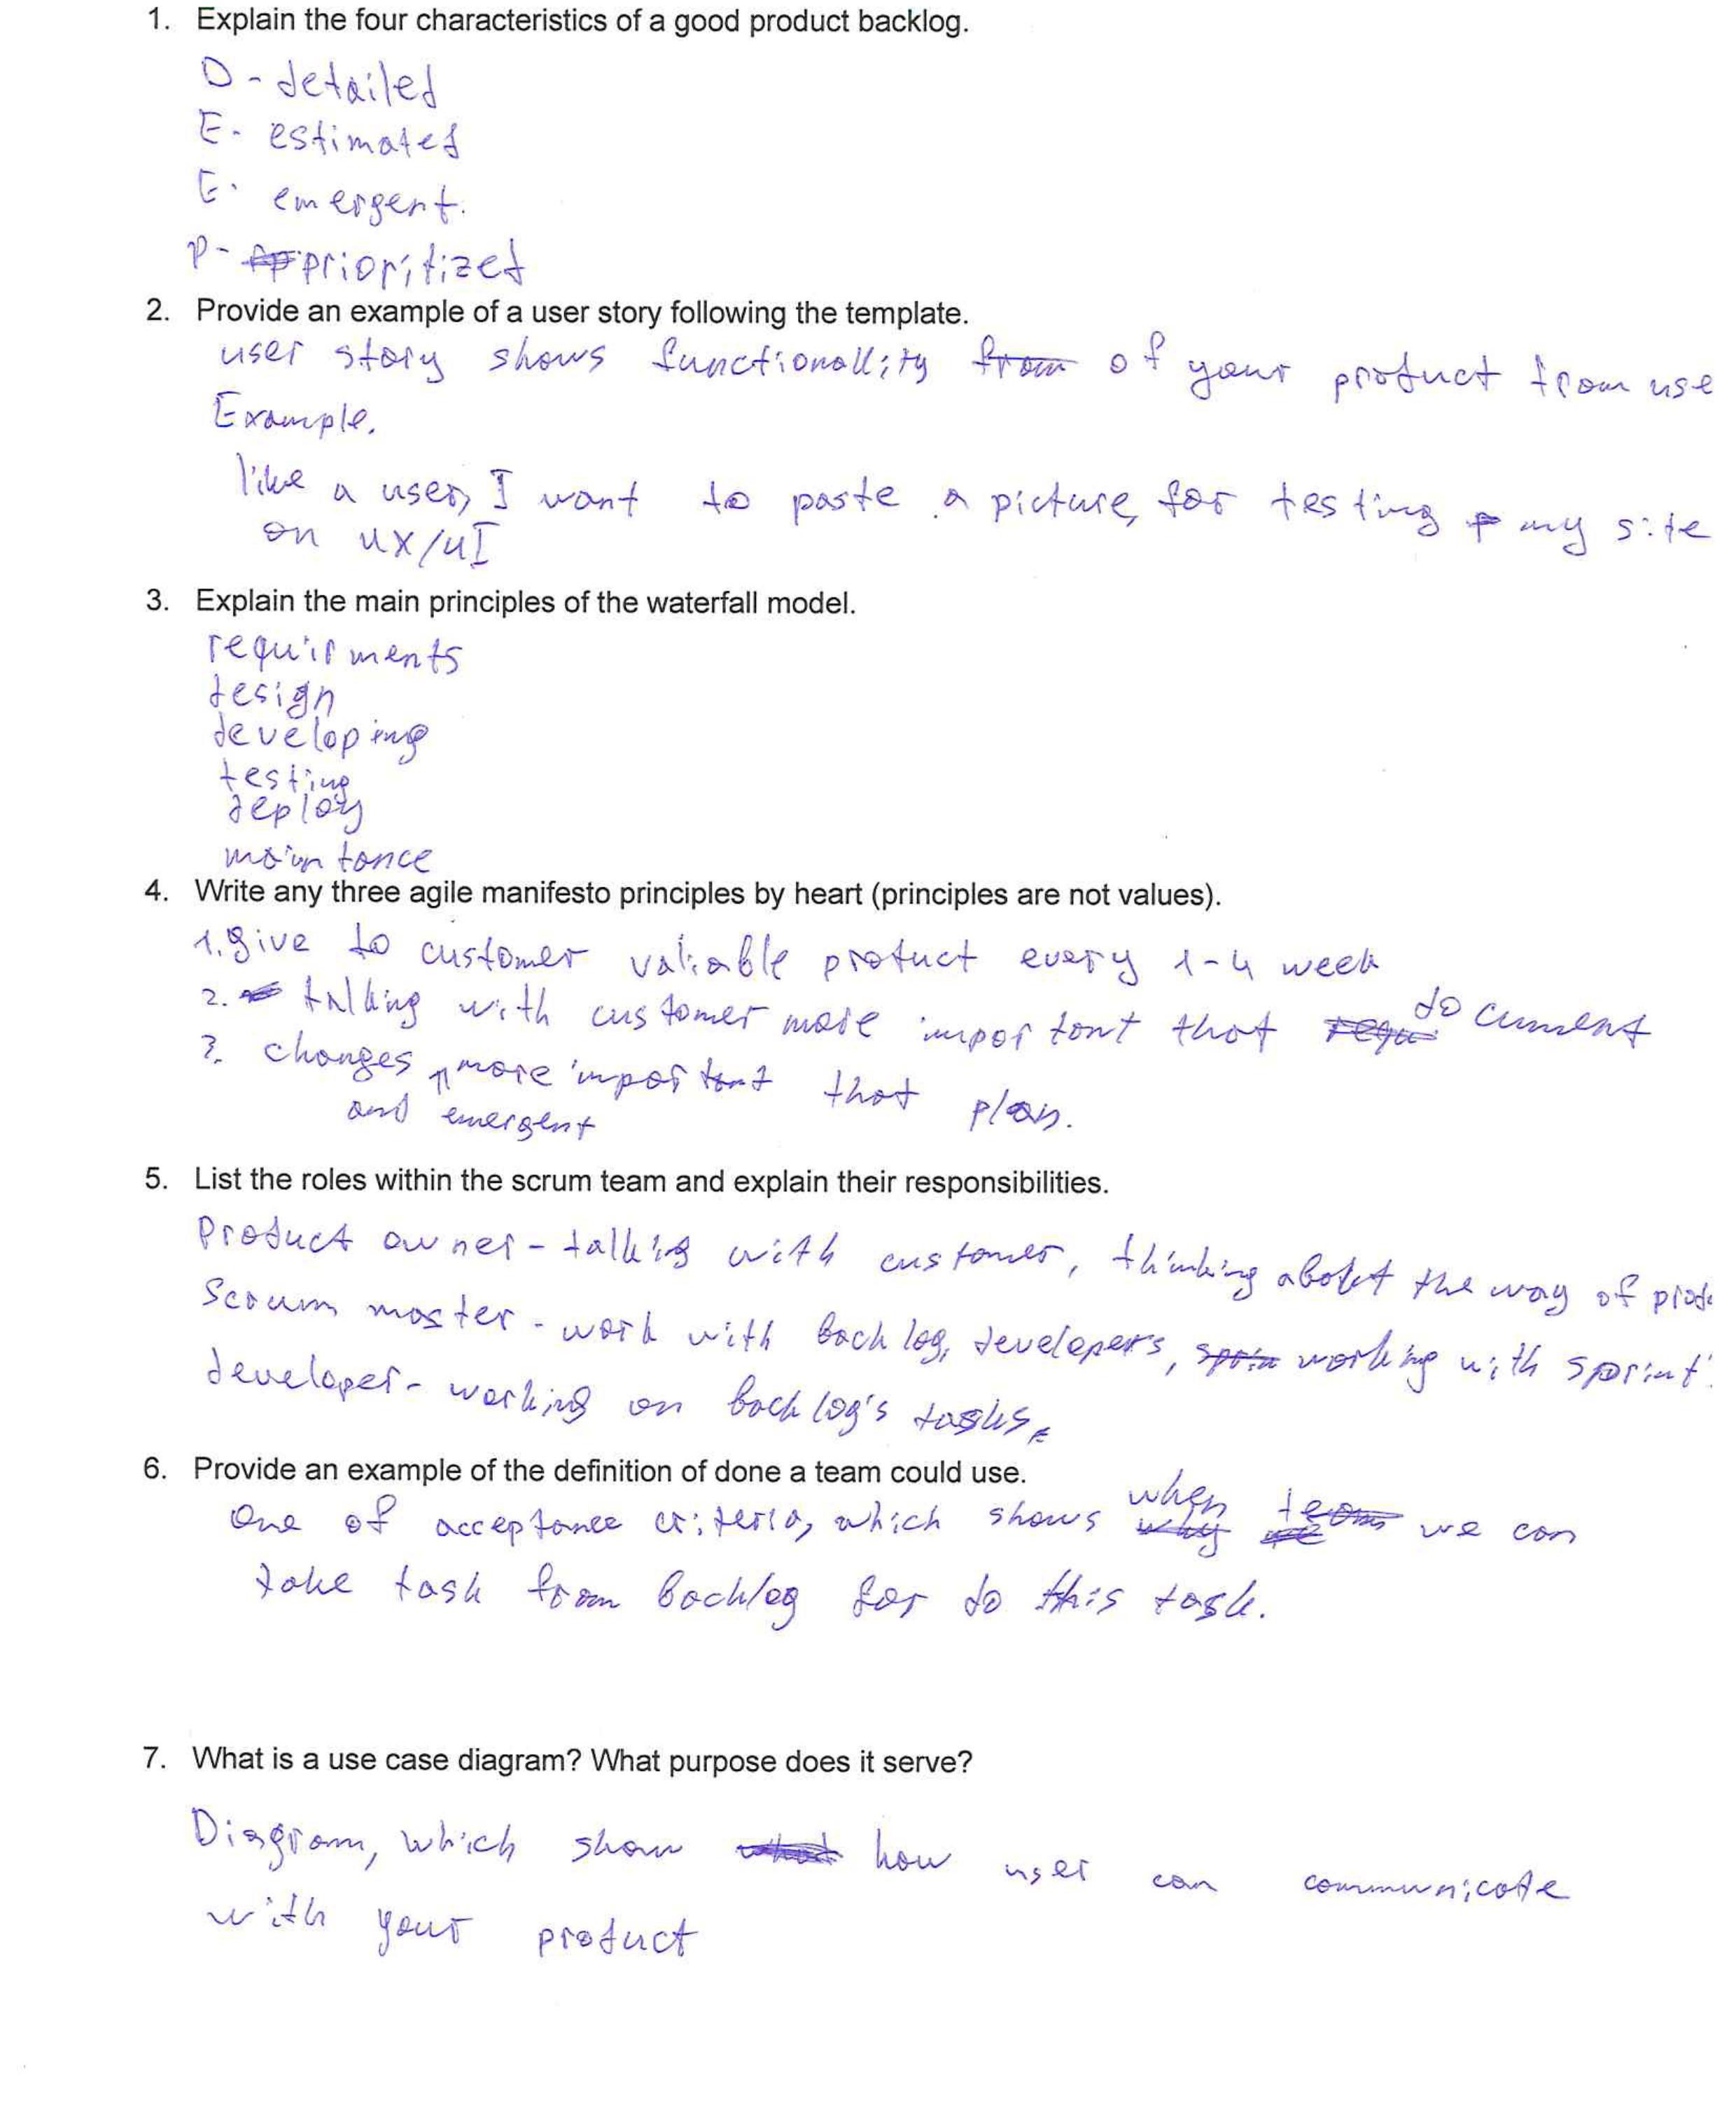 1. Explain the four characteristics of a good product backlog.
D - detailed
E - estimated
E - emergent.
P - prioritized
2. Provide an example of a user story following the template.
user story shows functionallity from of your product from use
Example.
like a user, I want to paste a picture, for testing my site
on UX/UI
3. Explain the main principles of the waterfall model.
requirments
design
developing
testing
deploy
maintance
4. Write any three agile manifesto principles by heart (principles are not values).
1. give to customer valiable product every 1-4 week
2. talking with customer more important that document
3. changes more important that plan.
and emergent
5. List the roles within the scrum team and explain their responsibilities.
Product owner - talking with customer, thinking about the way of prod
Scrum master - work with backlog, developers, working with sprint.
developer - working on backlog's tasks.
6. Provide an example of the definition of done a team could use.
One of acceptance criteria, which shows when we can
take task from backlog for do this task.
7. What is a use case diagram? What purpose does it serve?
Diagram, which show how user can communicate
with your product